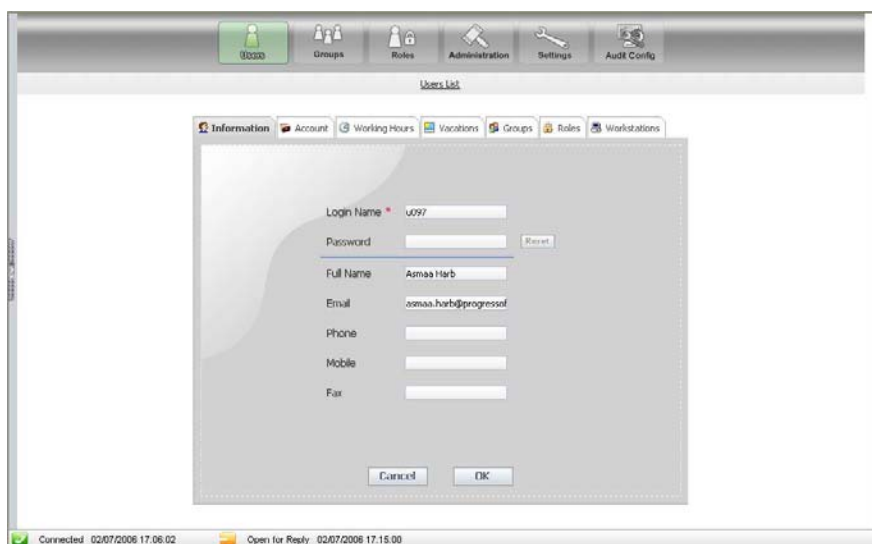 Users Groups Roles Administration Settings Audit Config
Users List
Information Account Working Hours Vacations Groups Roles Workstations
Login Name * u097
Password Reset
Full Name Asmaa Harb
Email asmaa.harb@progressof
Phone
Mobile
Fax
Cancel OK
Connected 02/07/2006 17:06:02 Open for Reply 02/07/2006 17:15:00